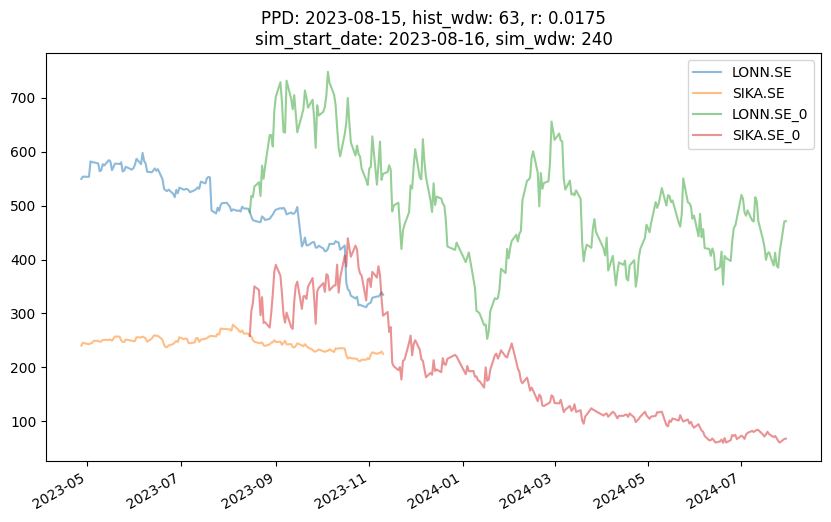 PPD: 2023-08-15, hist_wdw: 63, r: 0.0175
sim_start_date: 2023-08-16, sim_wdw: 240
LONN.SE
SIKA.SE
LONN.SE_0
SIKA.SE_0
700
600
500
400
300
200
100
2023-05
2023-07
2023-09
2023-11
2024-01
2024-03
2024-05
2024-07